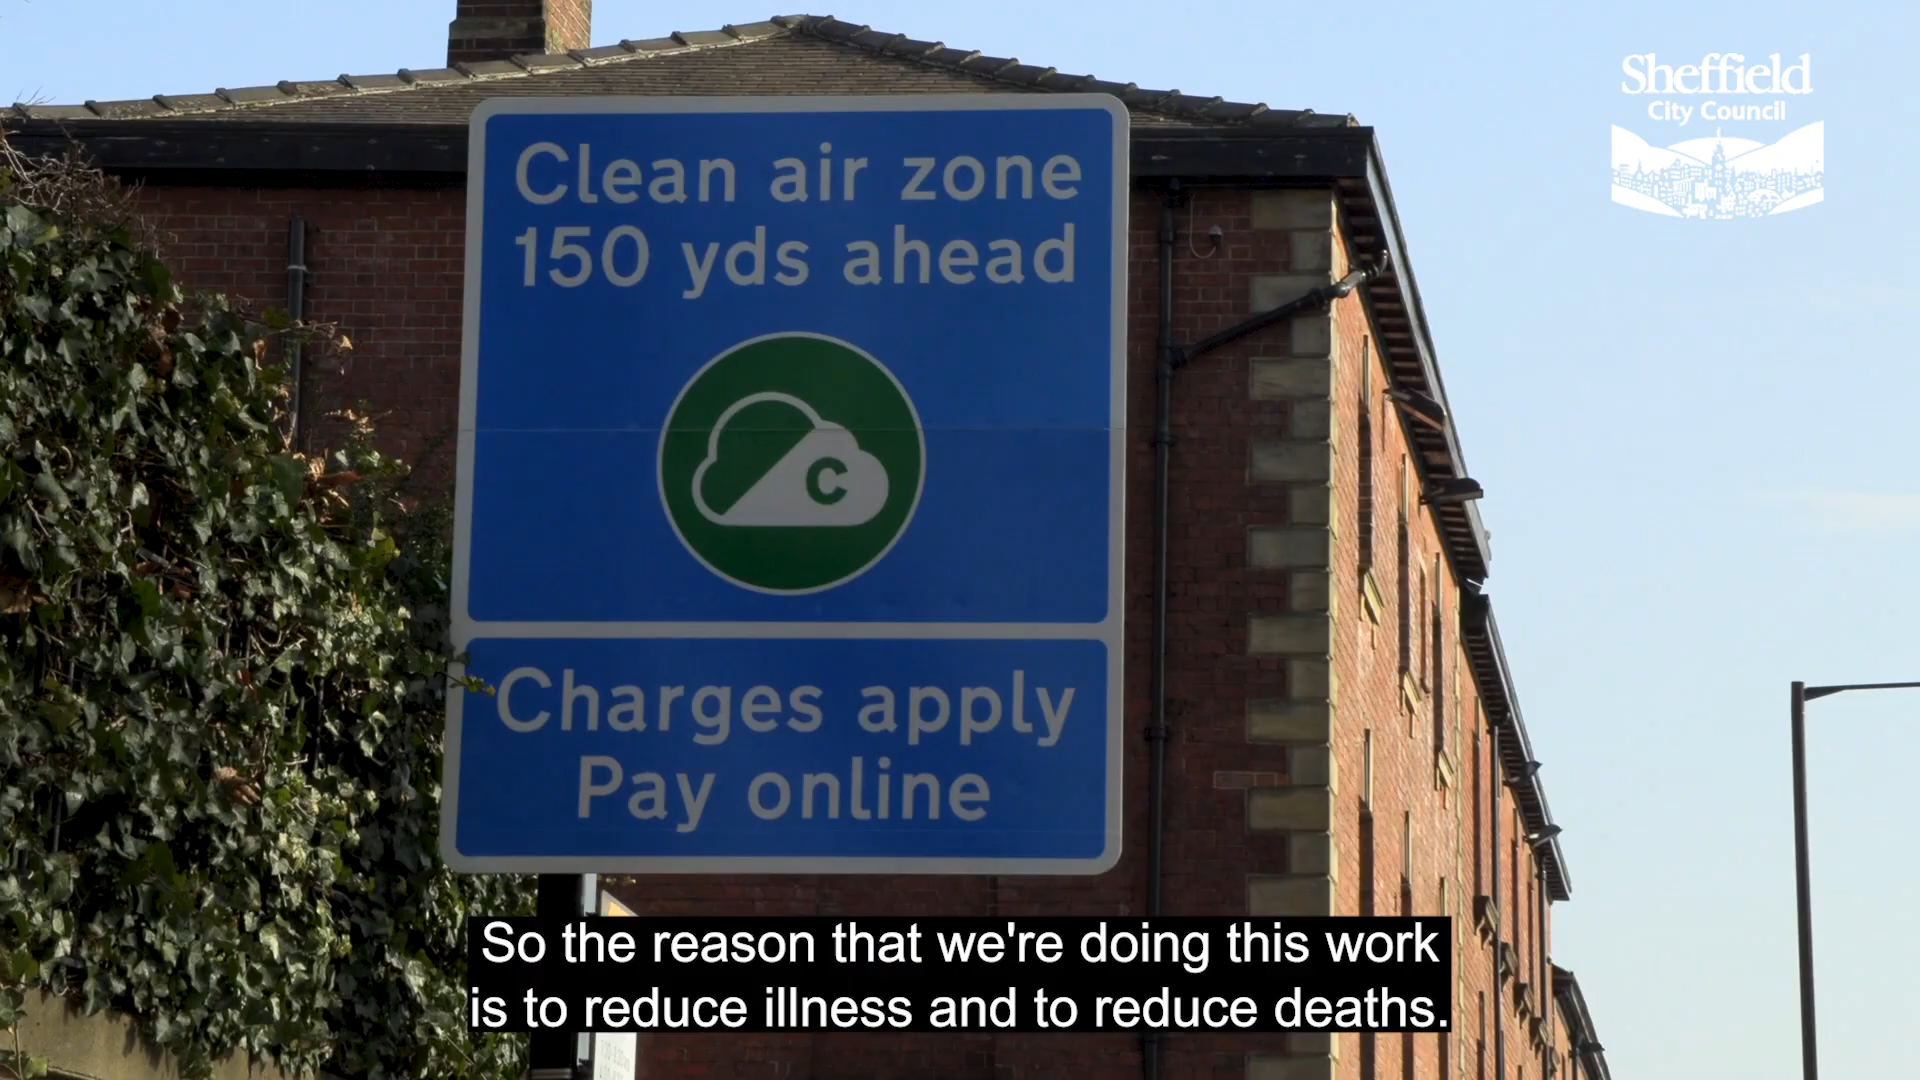 Sheffield
City Council
Clean air zone
150 yds ahead
C
Charges apply
Pay online
So the reason that we're doing this work
is to reduce illness and to reduce deaths.